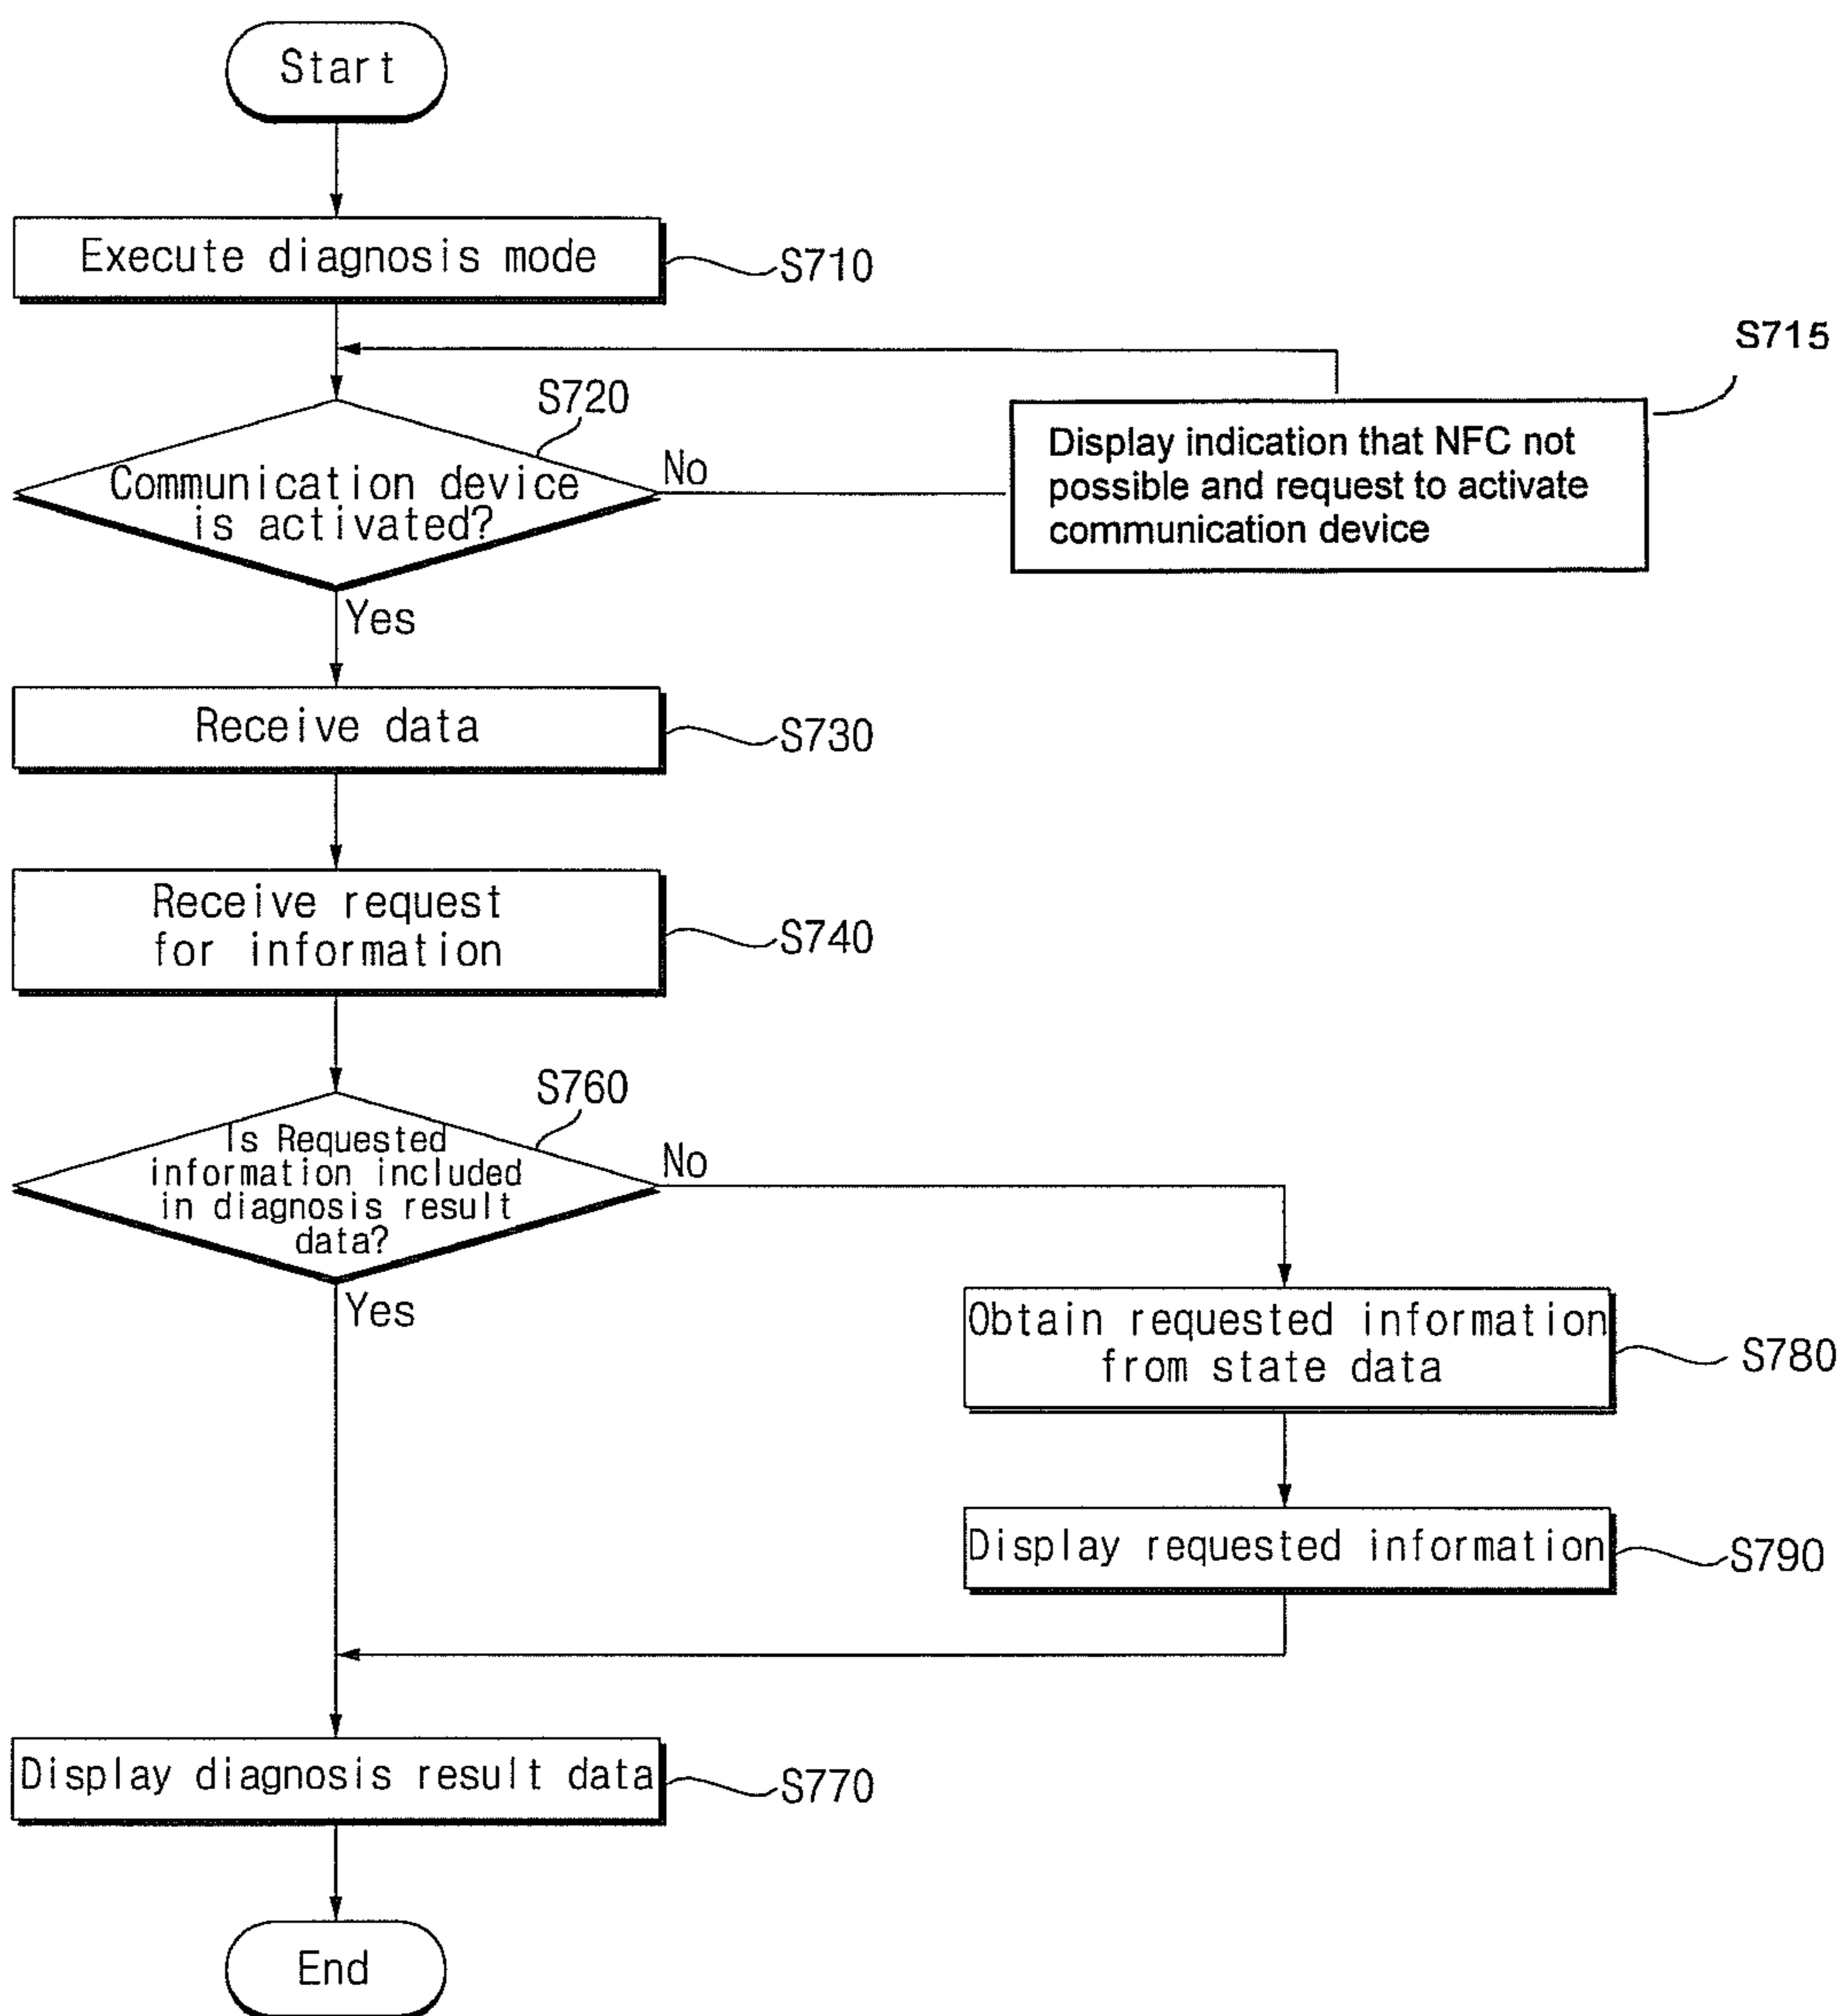 Start
Execute diagnosis mode
S710
S715
S720
Communication device
is activated?
No
Display indication that NFC not
possible and request to activate
communication device
Yes
Receive data
S730
Receive request
for information
S740
S760
Is Requested
information included
in diagnosis result
data?
No
Yes
Obtain requested information
from state data
S780
Display requested information
S790
Display diagnosis result data
S770
End